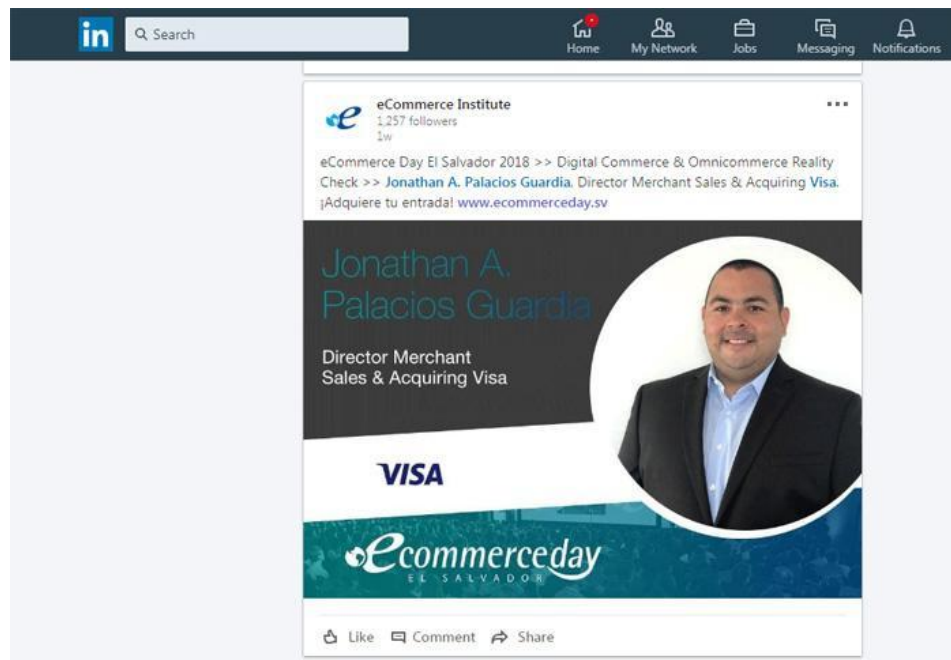 in
Search
Home
My Network
Jobs
Messaging
Notifications
eCommerce Institute
1,257 followers
1w
eCommerce Day El Salvador 2018 >> Digital Commerce & Omnicommerce Reality
Check >> Jonathan A. Palacios Guardia. Director Merchant Sales & Acquiring Visa.
¡Adquiere tu entrada! www.ecommerceday.sv
Jonathan A.
Palacios Guardia
Director Merchant
Sales & Acquiring Visa
VISA
ecommerceday
EL SALVADOR
Like
Comment
Share